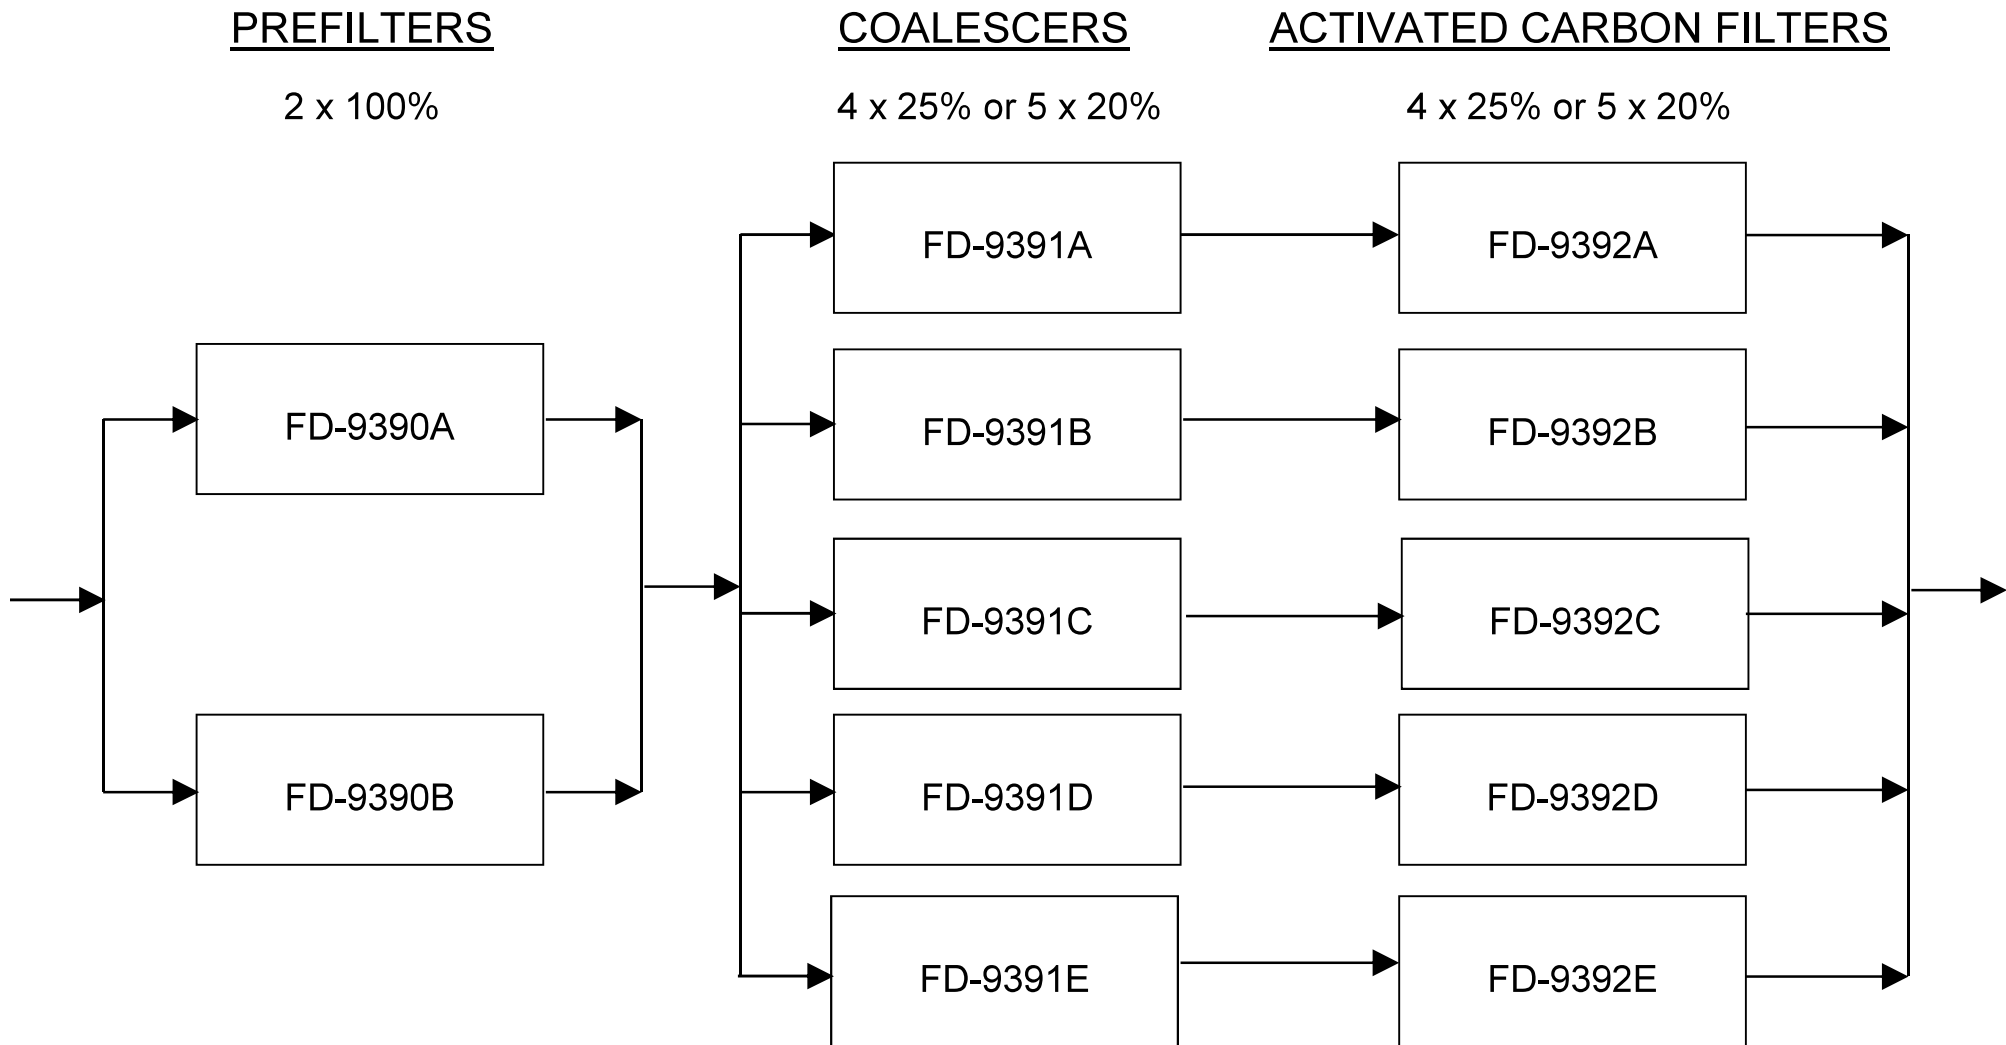 PREFILTERS
COALESCERS
ACTIVATED CARBON FILTERS
2 x 100%
4 x 25% or 5 x 20%
4 x 25% or 5 x 20%
FD-9391A
FD-9392A
FD-9390A
FD-9391B
FD-9392B
FD-9391C
FD-9392C
FD-9390B
FD-9391D
FD-9392D
FD-9391E
FD-9392E